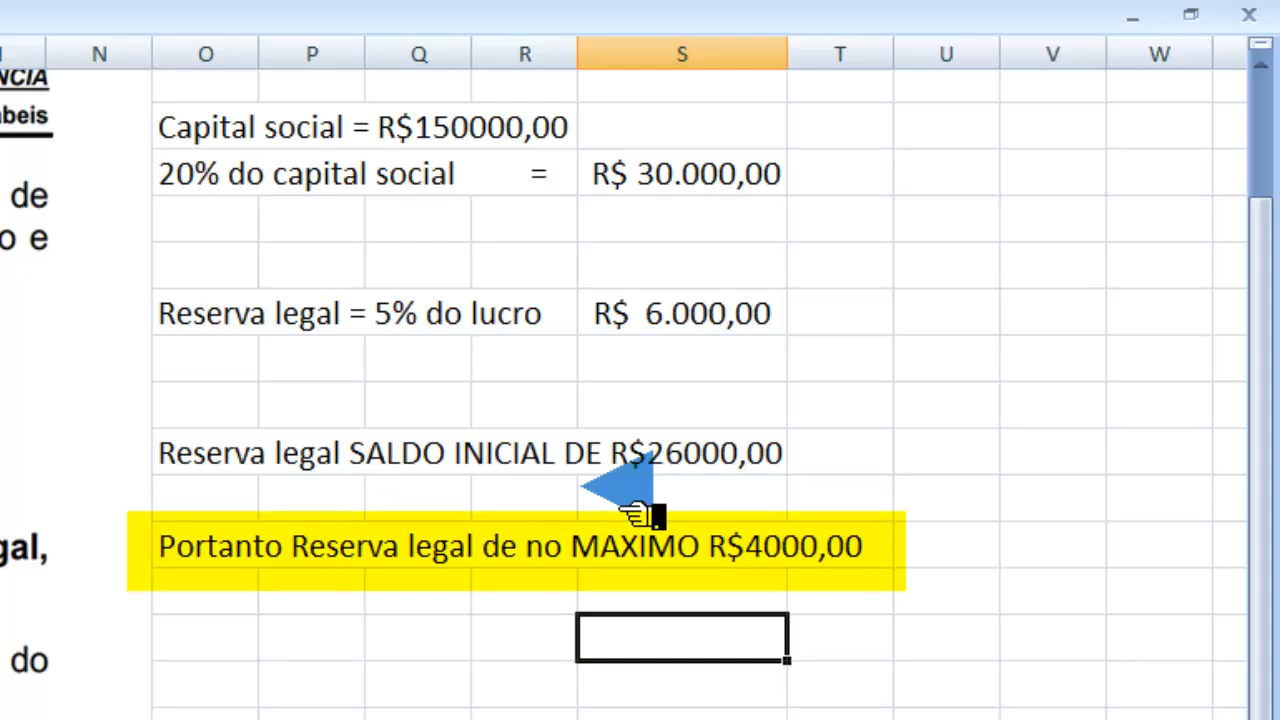 N O P Q R S T U V W
NCIA
Capital social = R$150000,00
abeis
20% do capital social = R$ 30.000,00
de
o e
Reserva legal = 5% do lucro R$ 6.000,00
Reserva legal SALDO INICIAL DE R$26000,00
gal,
Portanto Reserva legal de no MAXIMO R$4000,00
do